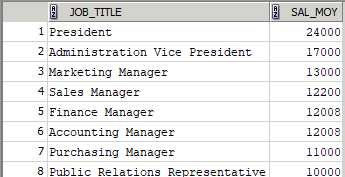 JOB_TITLE SAL_MOY
1 President 24000
2 Administration Vice President 17000
3 Marketing Manager 13000
4 Sales Manager 12200
5 Finance Manager 12008
6 Accounting Manager 12008
7 Purchasing Manager 11000
8 Public Relations Representative 10000